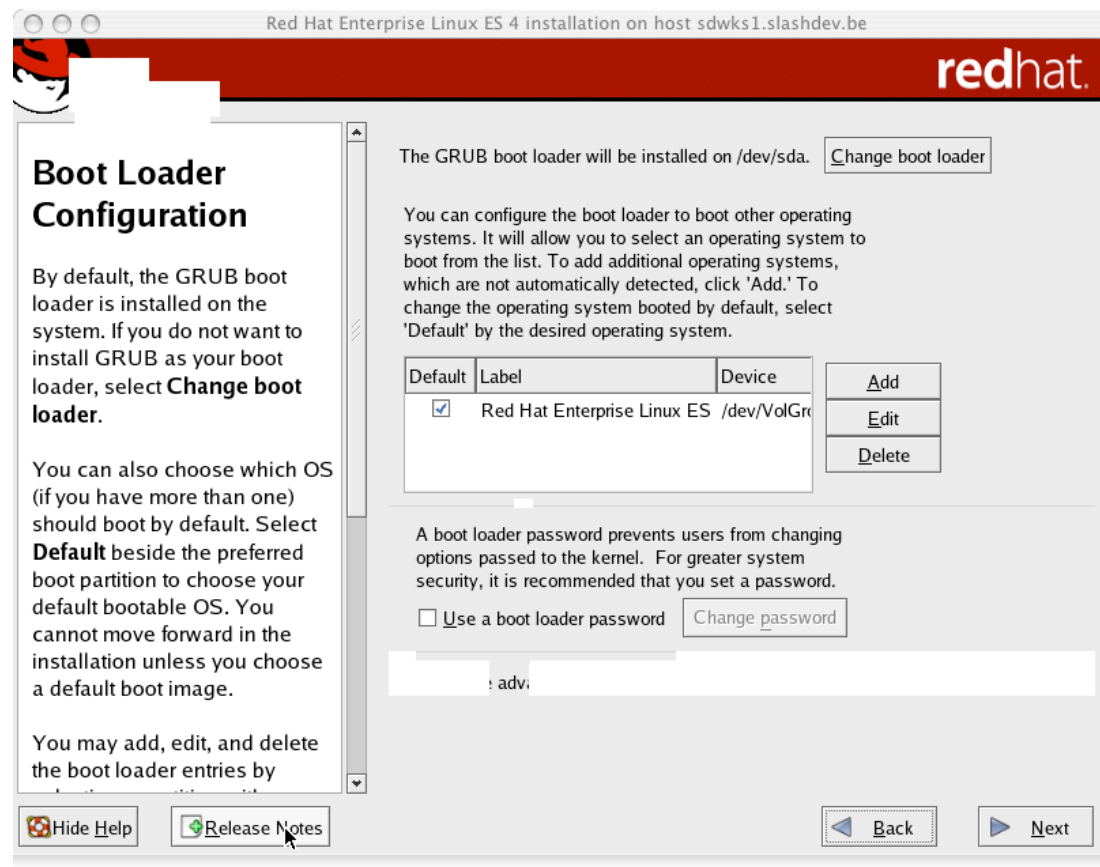 Red Hat Enterprise Linux ES 4 installation on host sdwks1.slashdev.be
redhat.
Boot Loader
Configuration
By default, the GRUB boot
loader is installed on the
system. If you do not want to
install GRUB as your boot
loader, select Change boot
loader.
You can also choose which OS
(if you have more than one)
should boot by default. Select
Default beside the preferred
boot partition to choose your
default bootable OS. You
cannot move forward in the
installation unless you choose
a default boot image.
You may add, edit, and delete
the boot loader entries by
The GRUB boot loader will be installed on /dev/sda.
Change boot loader
You can configure the boot loader to boot other operating
systems. It will allow you to select an operating system to
boot from the list. To add additional operating systems,
which are not automatically detected, click 'Add.' To
change the operating system booted by default, select
'Default' by the desired operating system.
Default Label Device
Red Hat Enterprise Linux ES /dev/VolGro
Add
Edit
Delete
A boot loader password prevents users from changing
options passed to the kernel. For greater system
security, it is recommended that you set a password.
Use a boot loader password
Change password
Hide Help
Release Notes
Back
Next